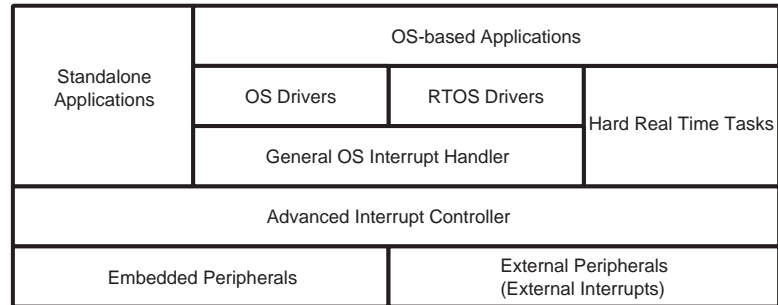 OS-based Applications
Standalone
Applications
OS Drivers
RTOS Drivers
Hard Real Time Tasks
General OS Interrupt Handler
Advanced Interrupt Controller
Embedded Peripherals
External Peripherals
(External Interrupts)